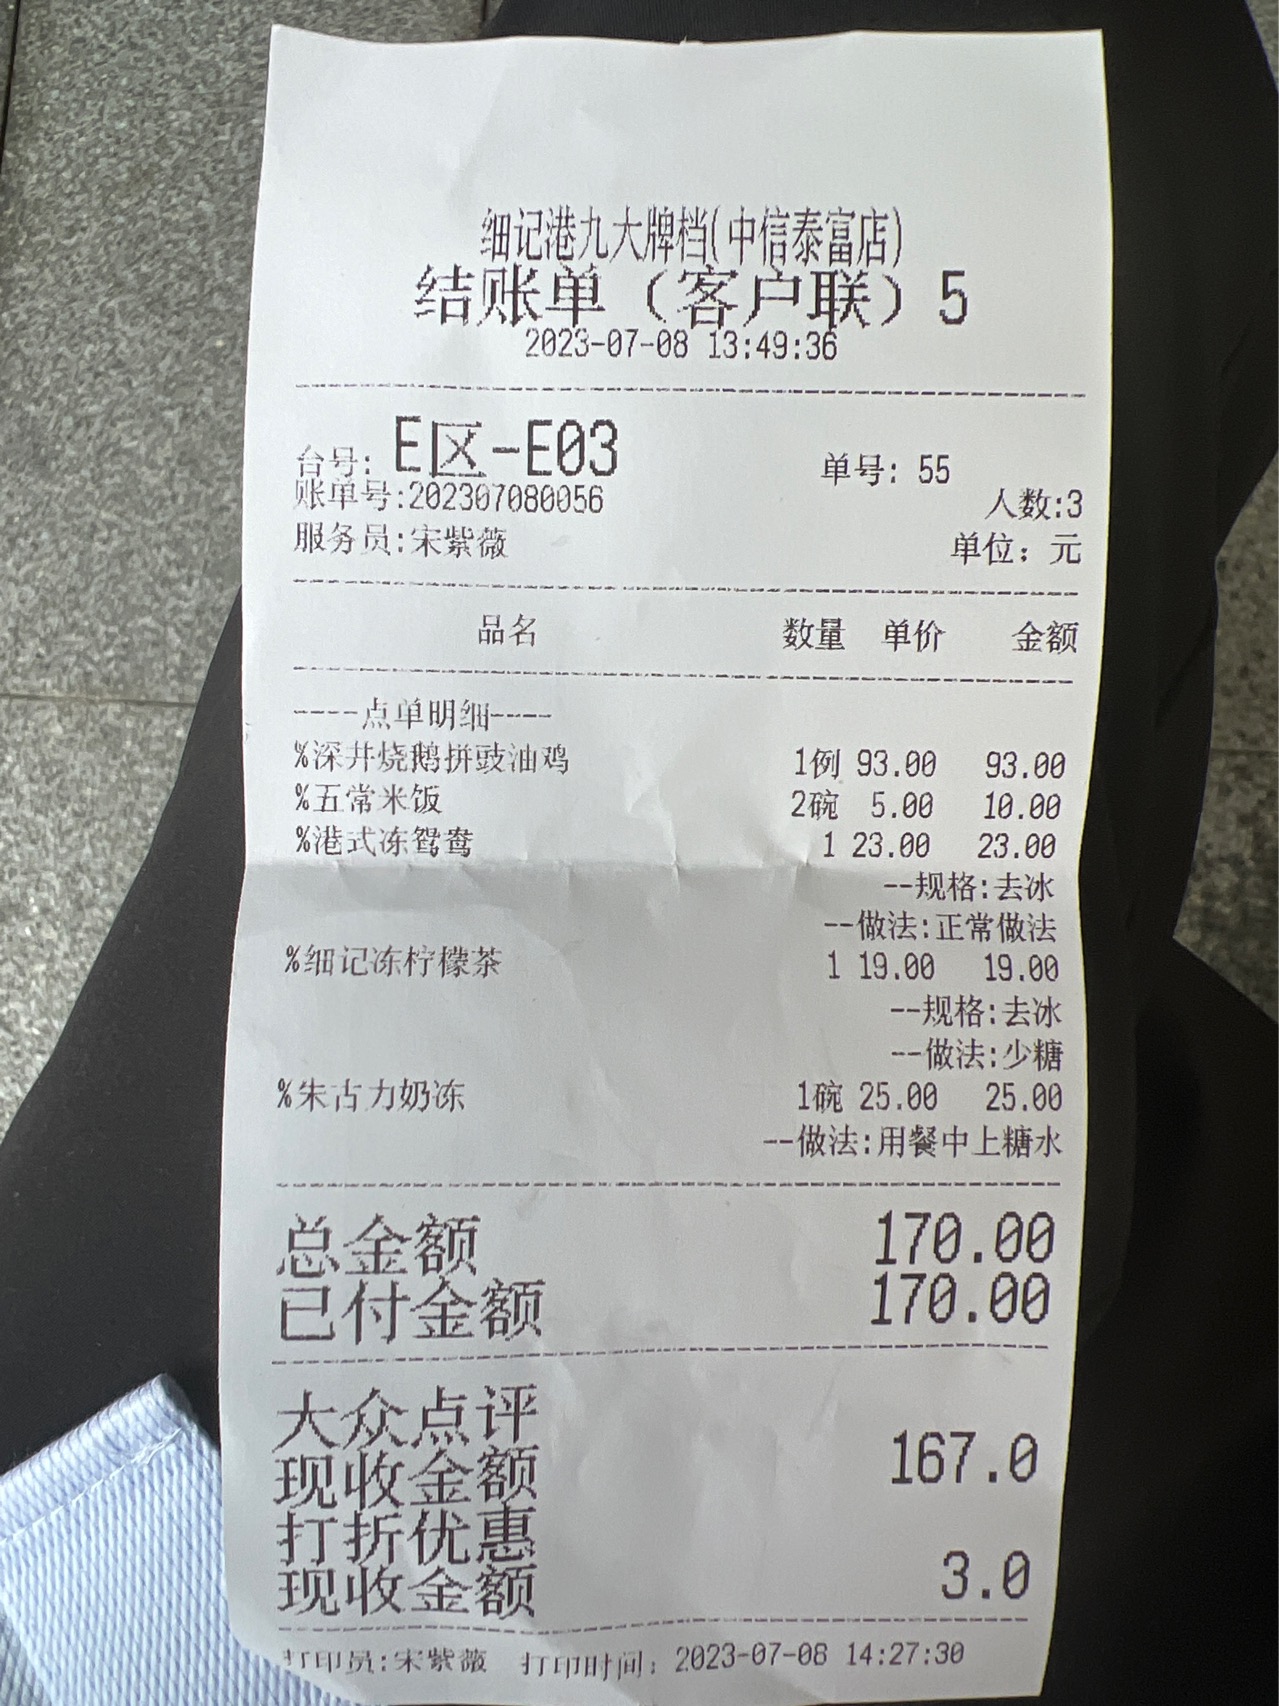 细记港九大牌档(中信泰富店)
结账单（客户联）5
2023-07-08 13:49:36
台号: E区-E03 单号: 55
账单号:202307080056 人数:3
服务员:宋紫薇 单位：元
品名 数量 单价 金额
----点单明细----
%深井烧鹅拼豉油鸡 1例 93.00 93.00
%五常米饭 2碗 5.00 10.00
%港式冻鸳鸯 1 23.00 23.00
--规格:去冰
--做法:正常做法
%细记冻柠檬茶 1 19.00 19.00
--规格:去冰
--做法:少糖
%朱古力奶冻 1碗 25.00 25.00
--做法:用餐中上糖水
总金额 170.00
已付金额 170.00
大众点评
现收金额 167.0
打折优惠
现收金额 3.0
打印员:宋紫薇 打印时间：2023-07-08 14:27:30